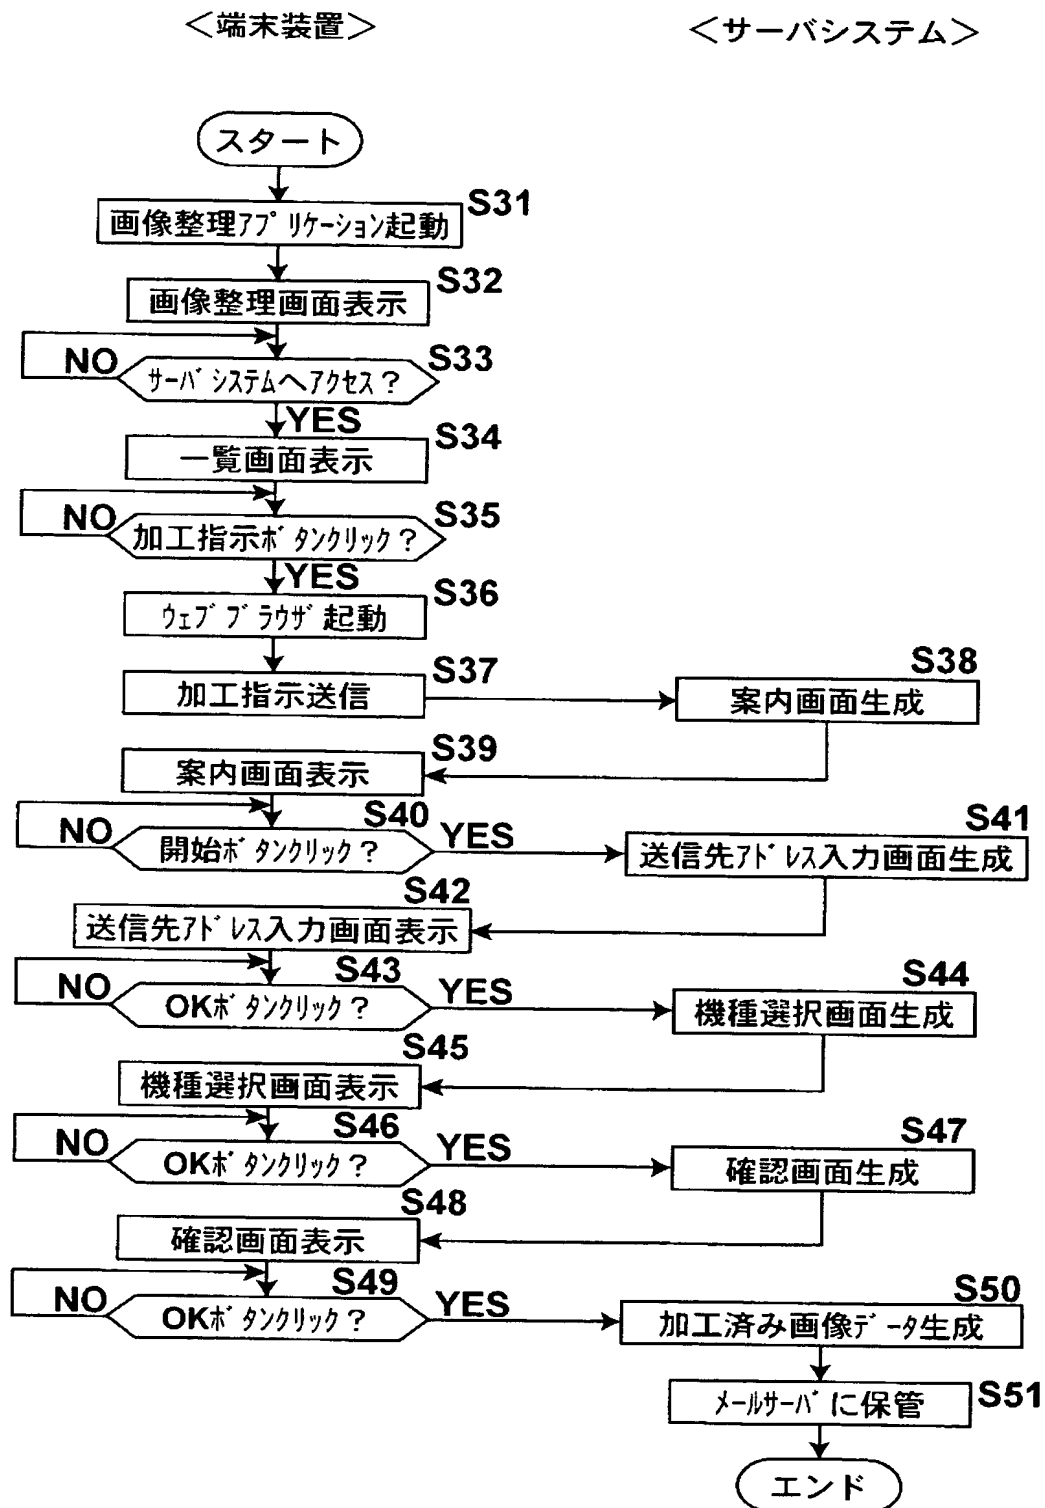 ＜端末装置＞
＜サーバシステム＞
スタート
S31
画像整理ｱﾌﾟﾘｹｰｼｮﾝ起動
S32
画像整理画面表示
S33
NO
ｻｰﾊﾞｼｽﾃﾑへｱｸｾｽ？
YES
S34
一覧画面表示
S35
NO
加工指示ﾎﾞﾀﾝｸﾘｯｸ？
YES
S36
ｳｪﾌﾞﾌﾞﾗｳｻﾞ起動
S37
加工指示送信
S38
案内画面生成
S39
案内画面表示
S40
NO
開始ﾎﾞﾀﾝｸﾘｯｸ？
YES
S41
送信先ｱﾄﾞﾚｽ入力画面生成
S42
送信先ｱﾄﾞﾚｽ入力画面表示
S43
NO
OKﾎﾞﾀﾝｸﾘｯｸ？
YES
S44
機種選択画面生成
S45
機種選択画面表示
S46
NO
OKﾎﾞﾀﾝｸﾘｯｸ？
YES
S47
確認画面生成
S48
確認画面表示
S49
NO
OKﾎﾞﾀﾝｸﾘｯｸ？
YES
S50
加工済み画像ﾃﾞｰﾀ生成
S51
ﾒｰﾙｻｰﾊﾞに保管
エンド